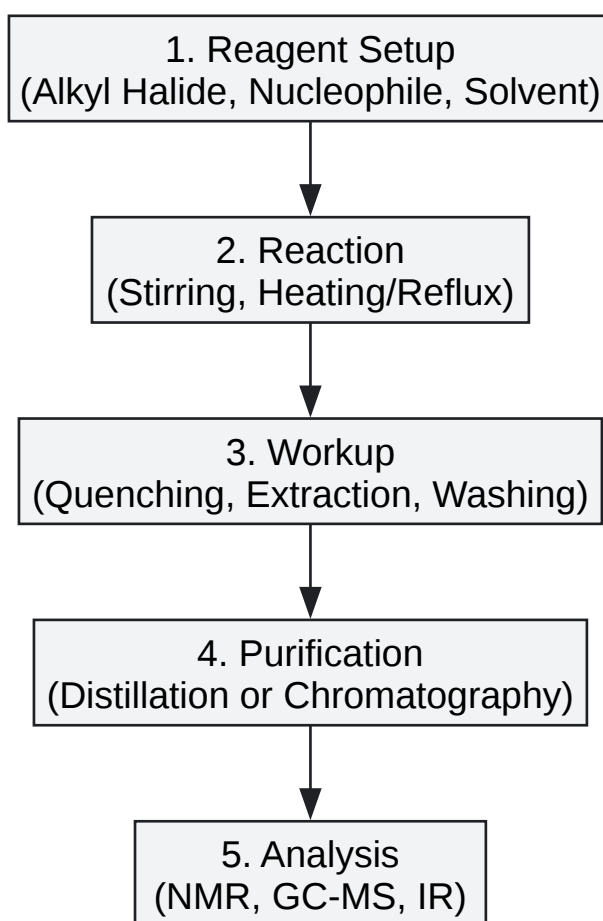 1. Reagent Setup
(Alkyl Halide, Nucleophile, Solvent)
2. Reaction
(Stirring, Heating/Reflux)
3. Workup
(Quenching, Extraction, Washing)
4. Purification
(Distillation or Chromatography)
5. Analysis
(NMR, GC-MS, IR)